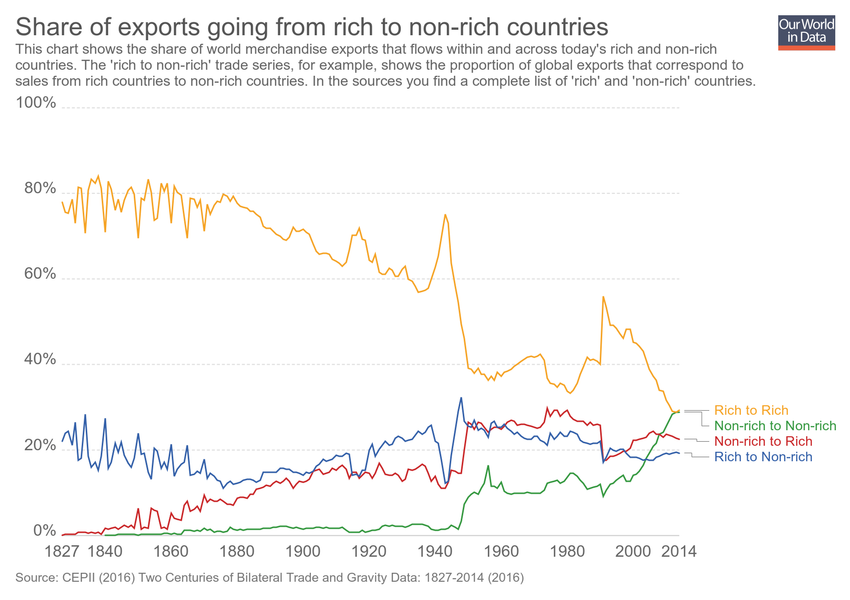 Share of exports going from rich to non-rich countries
Our World
in Data
This chart shows the share of world merchandise exports that flows within and across today's rich and non-rich
countries. The 'rich to non-rich' trade series, for example, shows the proportion of global exports that correspond to
sales from rich countries to non-rich countries. In the sources you find a complete list of 'rich' and 'non-rich' countries.
100%
80%
60%
40%
20%
0%
Rich to Rich
Non-rich to Non-rich
Non-rich to Rich
Rich to Non-rich
1827 1840 1860 1880 1900 1920 1940 1960 1980 2000 2014
Source: CEPII (2016) Two Centuries of Bilateral Trade and Gravity Data: 1827-2014 (2016)